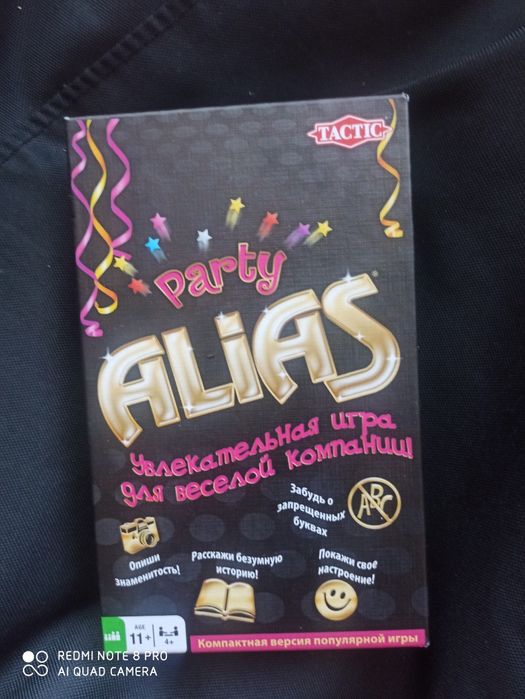 TACTIC
Party
ALIAS®
Увлекательная игра
для веселой компании!
Забудь о
запрещенных
буквах
ABC
Опиши
знаменитость!
Расскажи безумную
историю!
Покажи свое
настроение!
AGE
11+
4+
Компактная версия популярной игры
REDMI NOTE 8 PRO
AI QUAD CAMERA